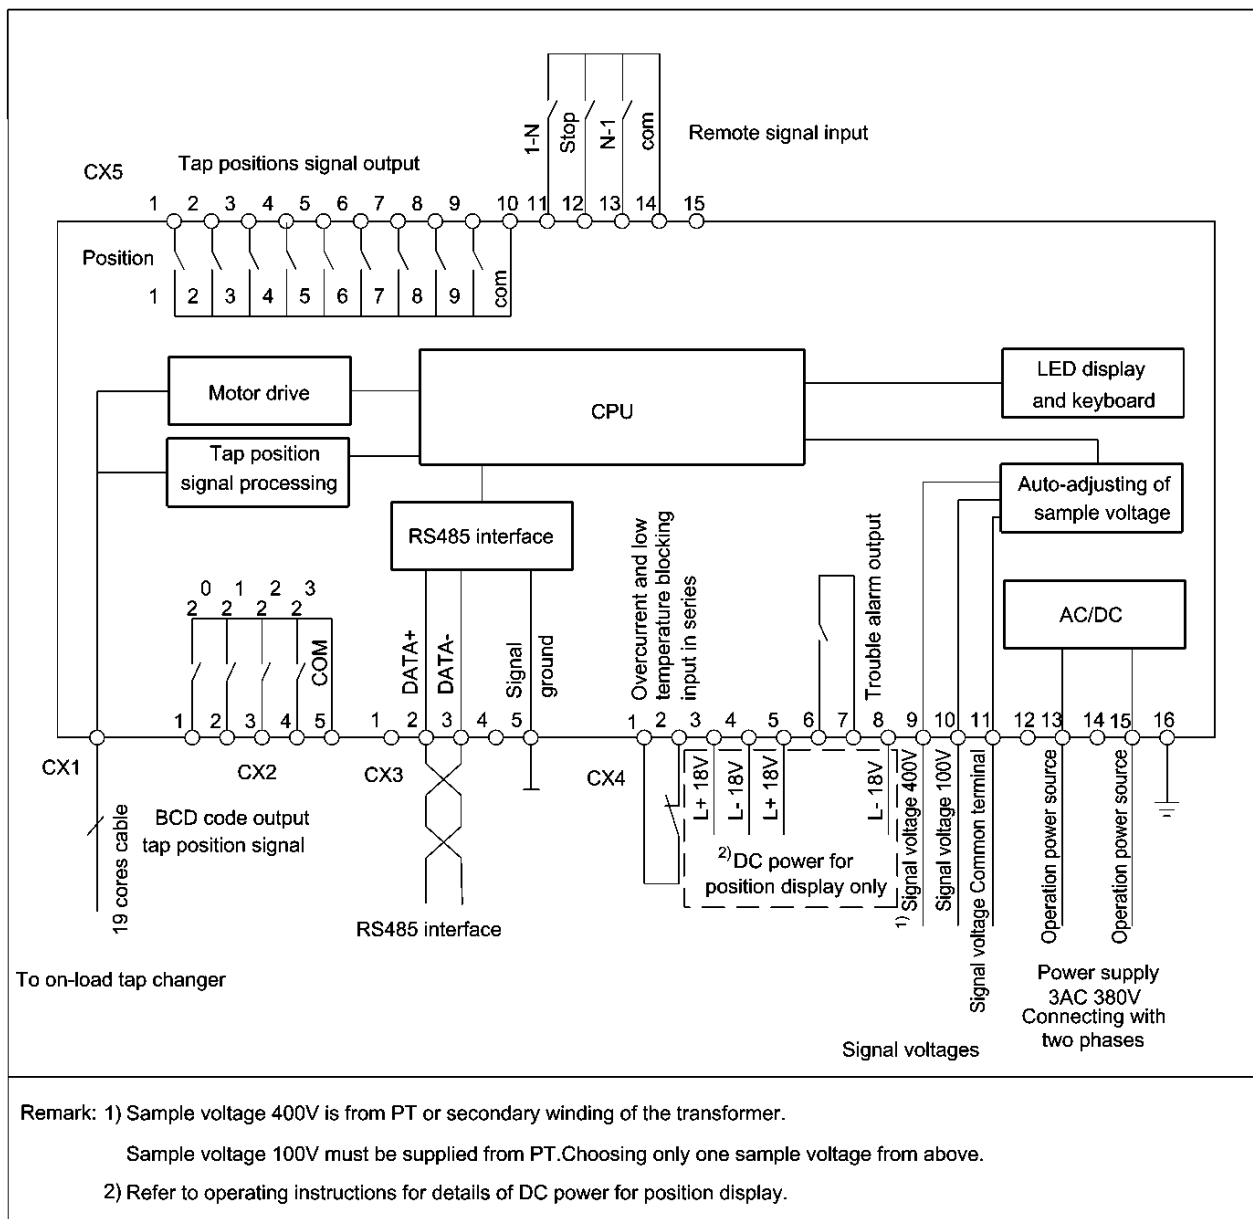 1-N
Stop
N-1
com
Remote signal input
Tap positions signal output
CX5
1 2 3 4 5 6 7 8 9 10 11 12 13 14 15
Position
1 2 3 4 5 6 7 8 9 com
Motor drive
CPU
LED display
and keyboard
Tap position
signal processing
Auto-adjusting of
sample voltage
RS485 interface
AC/DC
0 1 2 3
2 2 2 2
COM
DATA+
DATA-
Signal
ground
Overcurrent and low
temperature blocking
input in series
Trouble alarm output
1 2 3 4 5
1 2 3 4 5
1 2 3 4 5 6 7 8 9 10 11 12 13 14 15 16
CX1
CX2
CX3
CX4
19 cores cable
BCD code output
tap position signal
RS485 interface
To on-load tap changer
L+ 18V
L- 18V
L+ 18V
L- 18V
2) DC power for
position display only
1) Signal voltage 400V
Signal voltage 100V
Signal voltage Common terminal
Operation power source
Operation power source
Power supply
3AC 380V
Connecting with
two phases
Signal voltages
Remark: 1) Sample voltage 400V is from PT or secondary winding of the transformer.
Sample voltage 100V must be supplied from PT.Choosing only one sample voltage from above.
2) Refer to operating instructions for details of DC power for position display.